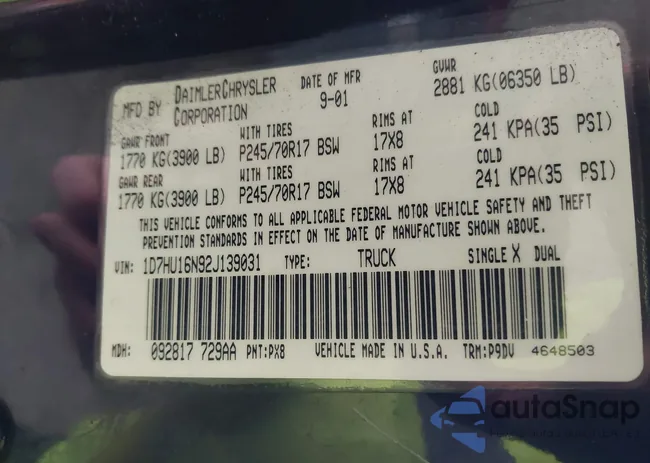 MFD BY DAIMLERCHRYSLER CORPORATION DATE OF MFR 9-01 GVWR 2881 KG(06350 LB)
GAWR FRONT WITH TIRES RIMS AT COLD
1770 KG(3900 LB) P245/70R17 BSW 17X8 241 KPA(35 PSI)
GAWR REAR WITH TIRES RIMS AT COLD
1770 KG(3900 LB) P245/70R17 BSW 17X8 241 KPA(35 PSI)
THIS VEHICLE CONFORMS TO ALL APPLICABLE FEDERAL MOTOR VEHICLE SAFETY AND THEFT
PREVENTION STANDARDS IN EFFECT ON THE DATE OF MANUFACTURE SHOWN ABOVE.
VIN: 1D7HU16N92J139031 TYPE: TRUCK SINGLE X DUAL
MDH: 092817 729AA PNT:PX8 VEHICLE MADE IN U.S.A. TRM:P9DV 4648503
autaSnap